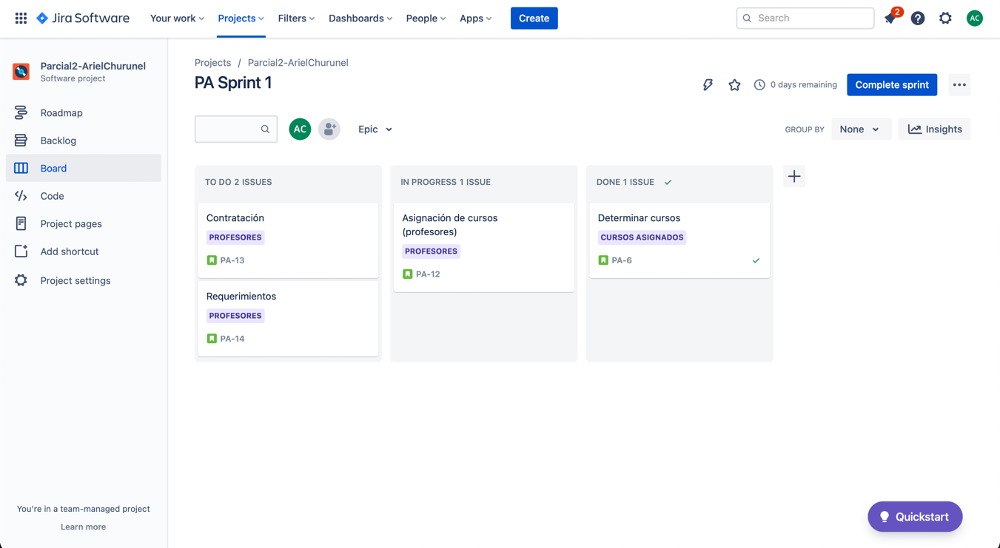 Jira Software
Your work
Projects
Filters
Dashboards
People
Apps
Create
Search
2
AC
Parcial2-ArielChurunel
Software project
Roadmap
Backlog
Board
Code
Project pages
Add shortcut
Project settings
You're in a team-managed project
Learn more
Projects / Parcial2-ArielChurunel
PA Sprint 1
0 days remaining
Complete sprint
AC
Epic
GROUP BY
None
Insights
TO DO 2 ISSUES
Contratación
PROFESORES
PA-13
Requerimientos
PROFESORES
PA-14
IN PROGRESS 1 ISSUE
Asignación de cursos
(profesores)
PROFESORES
PA-12
DONE 1 ISSUE
Determinar cursos
CURSOS ASIGNADOS
PA-6
Quickstart